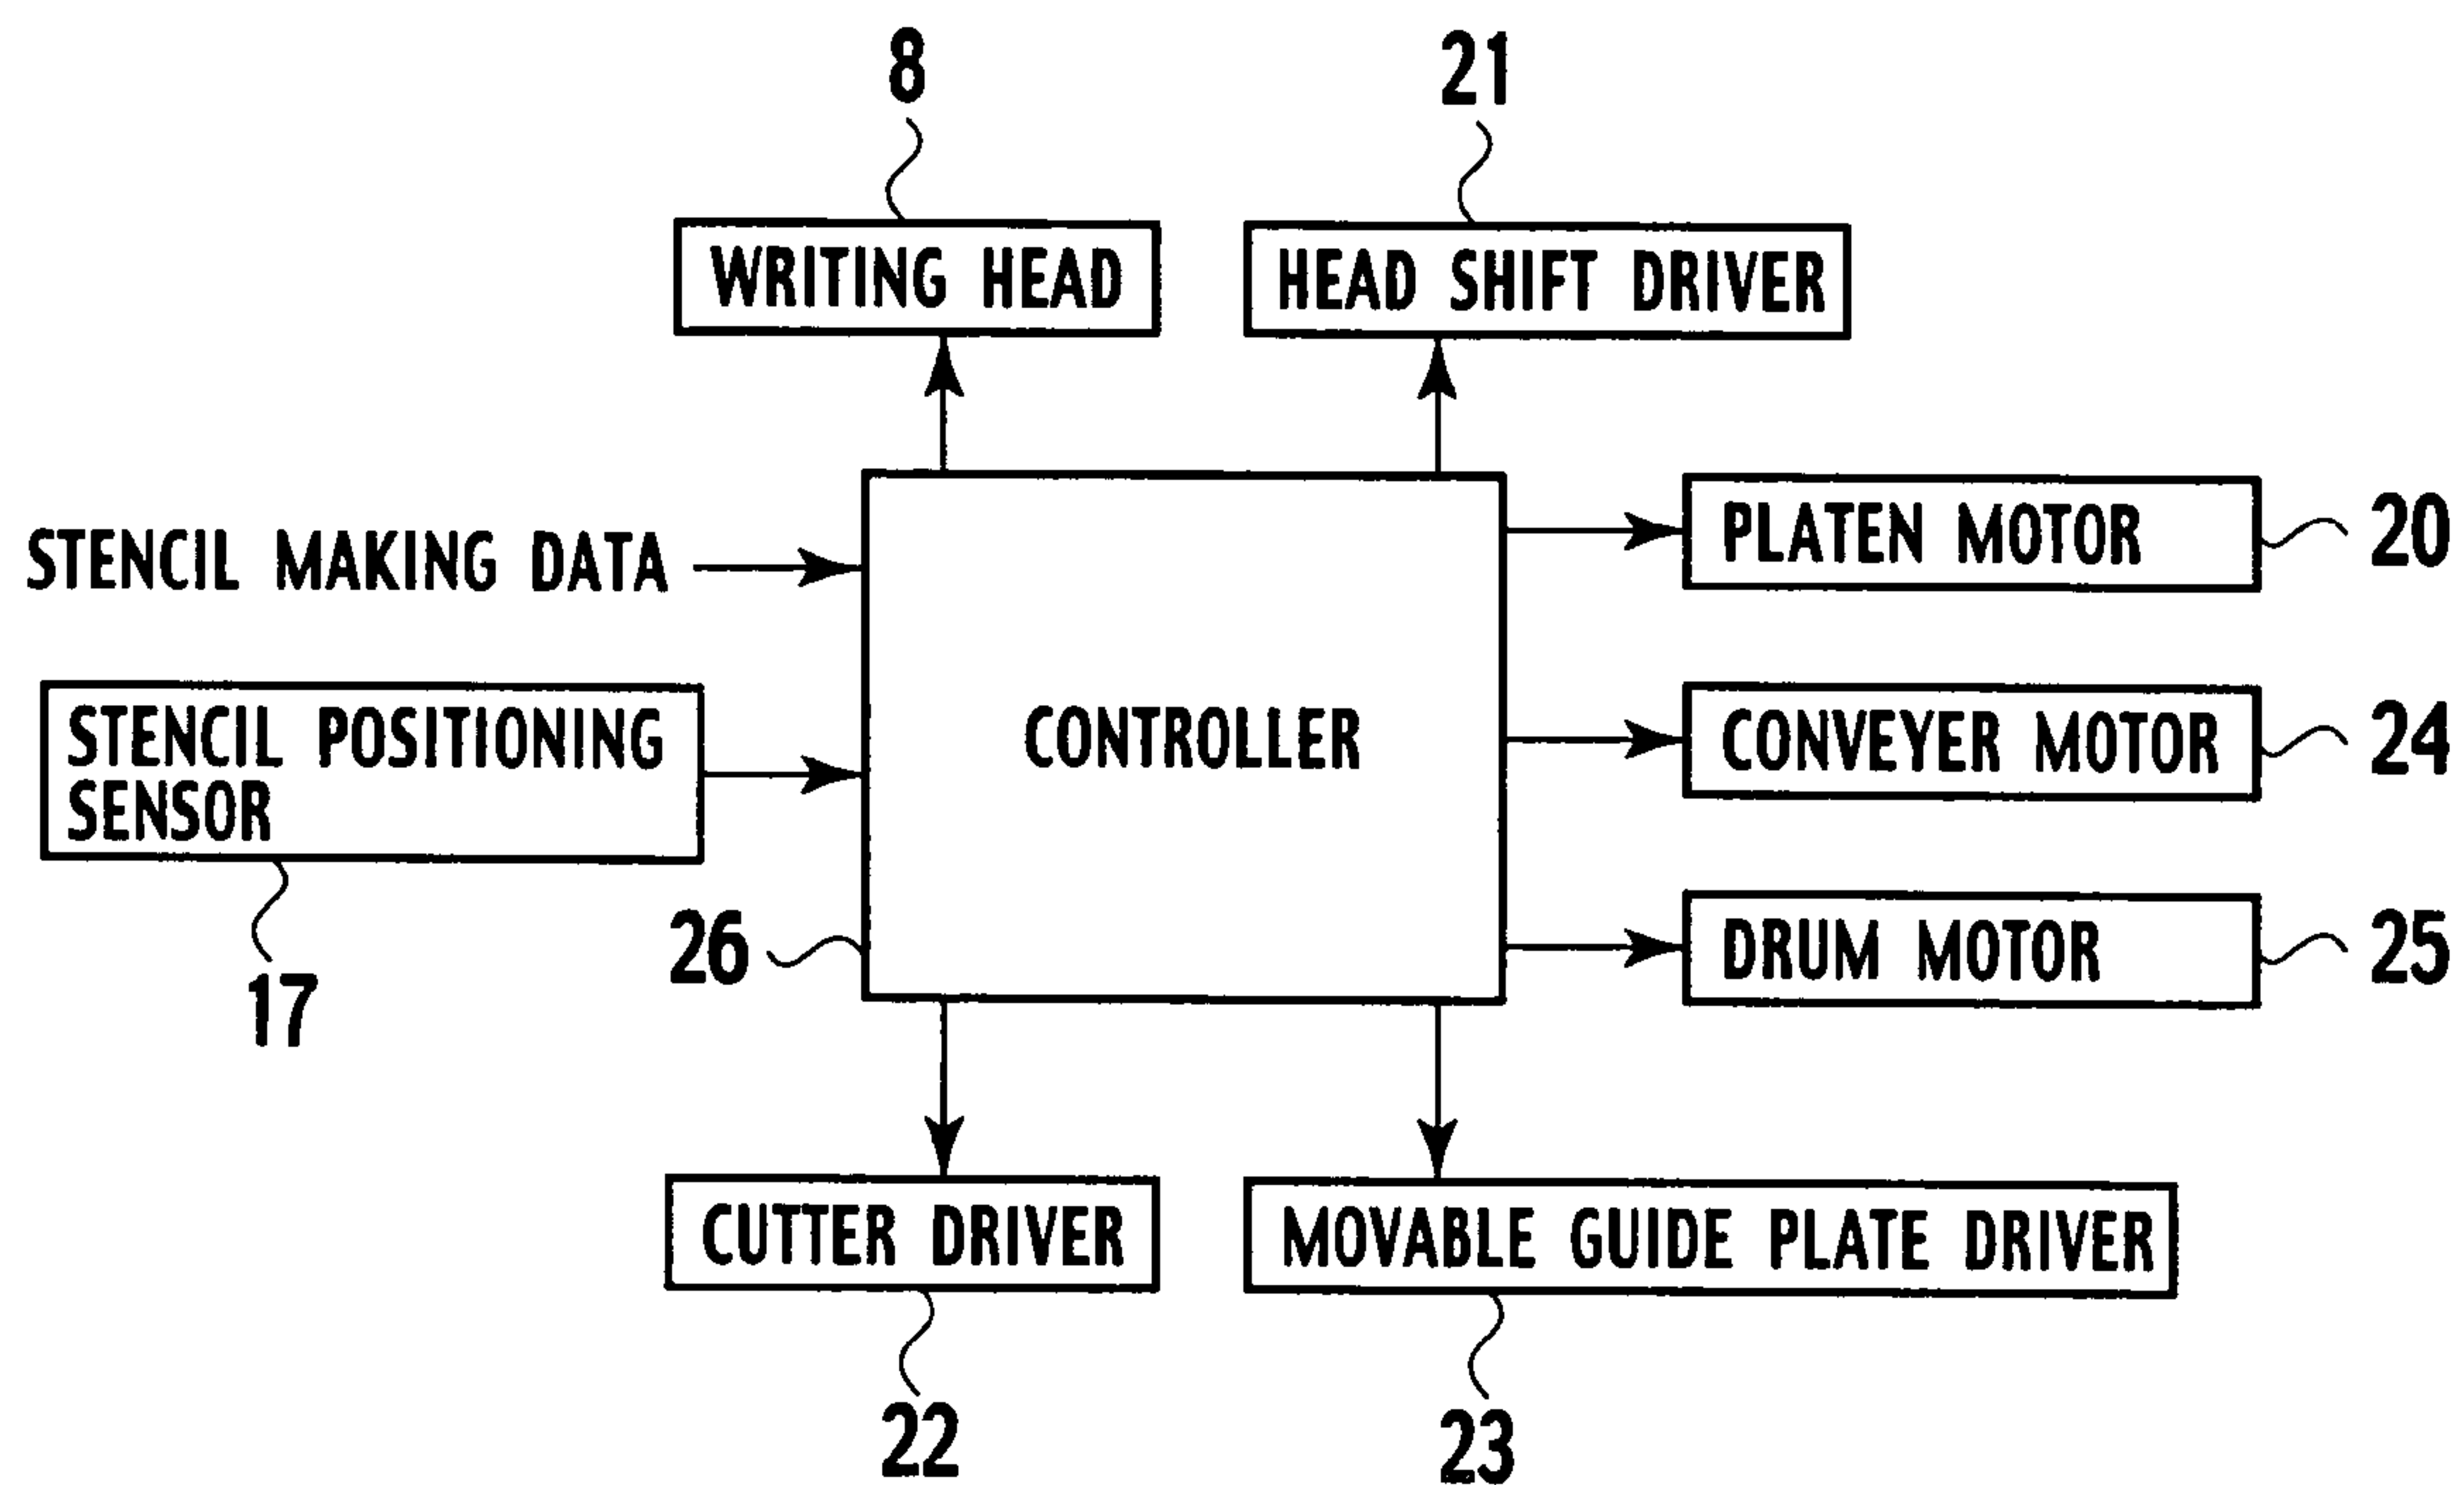 8
21
WRITING HEAD
HEAD SHIFT DRIVER
STENCIL MAKING DATA
PLATEN MOTOR
20
STENCIL POSITIONING
SENSOR
17
CONTROLLER
26
CONVEYER MOTOR
24
DRUM MOTOR
25
CUTTER DRIVER
MOVABLE GUIDE PLATE DRIVER
22
23